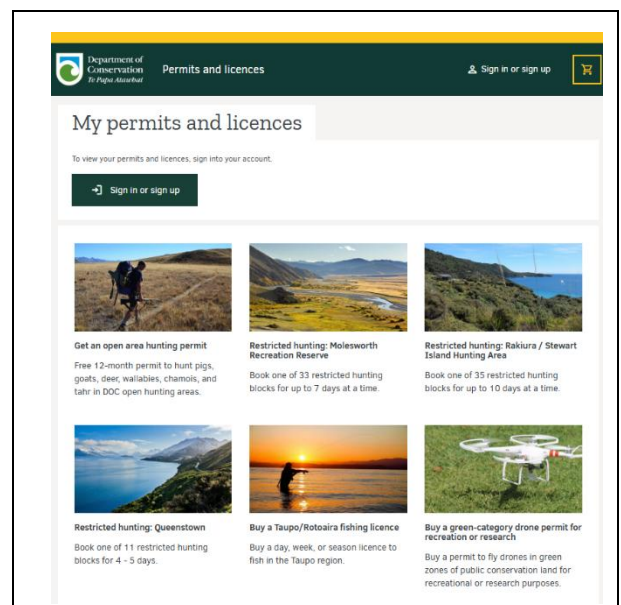 Department of
Conservation
Te Papa Atawhai
Permits and licences
Sign in or sign up
My permits and licences
To view your permits and licences, sign into your account.
Sign in or sign up
Get an open area hunting permit
Free 12-month permit to hunt pigs,
goats, deer, wallabies, chamois, and
tahr in DOC open hunting areas.
Restricted hunting: Molesworth
Recreation Reserve
Book one of 33 restricted hunting
blocks for up to 7 days at a time.
Restricted hunting: Rakiura / Stewart
Island Hunting Area
Book one of 35 restricted hunting
blocks for up to 10 days at a time.
Restricted hunting: Queenstown
Book one of 11 restricted hunting
blocks for 4 - 5 days.
Buy a Taupo/Rotoaira fishing licence
Buy a day, week, or season licence to
fish in the Taupo region.
Buy a green-category drone permit for
recreation or research
Buy a permit to fly drones in green
zones of public conservation land for
recreational or research purposes.